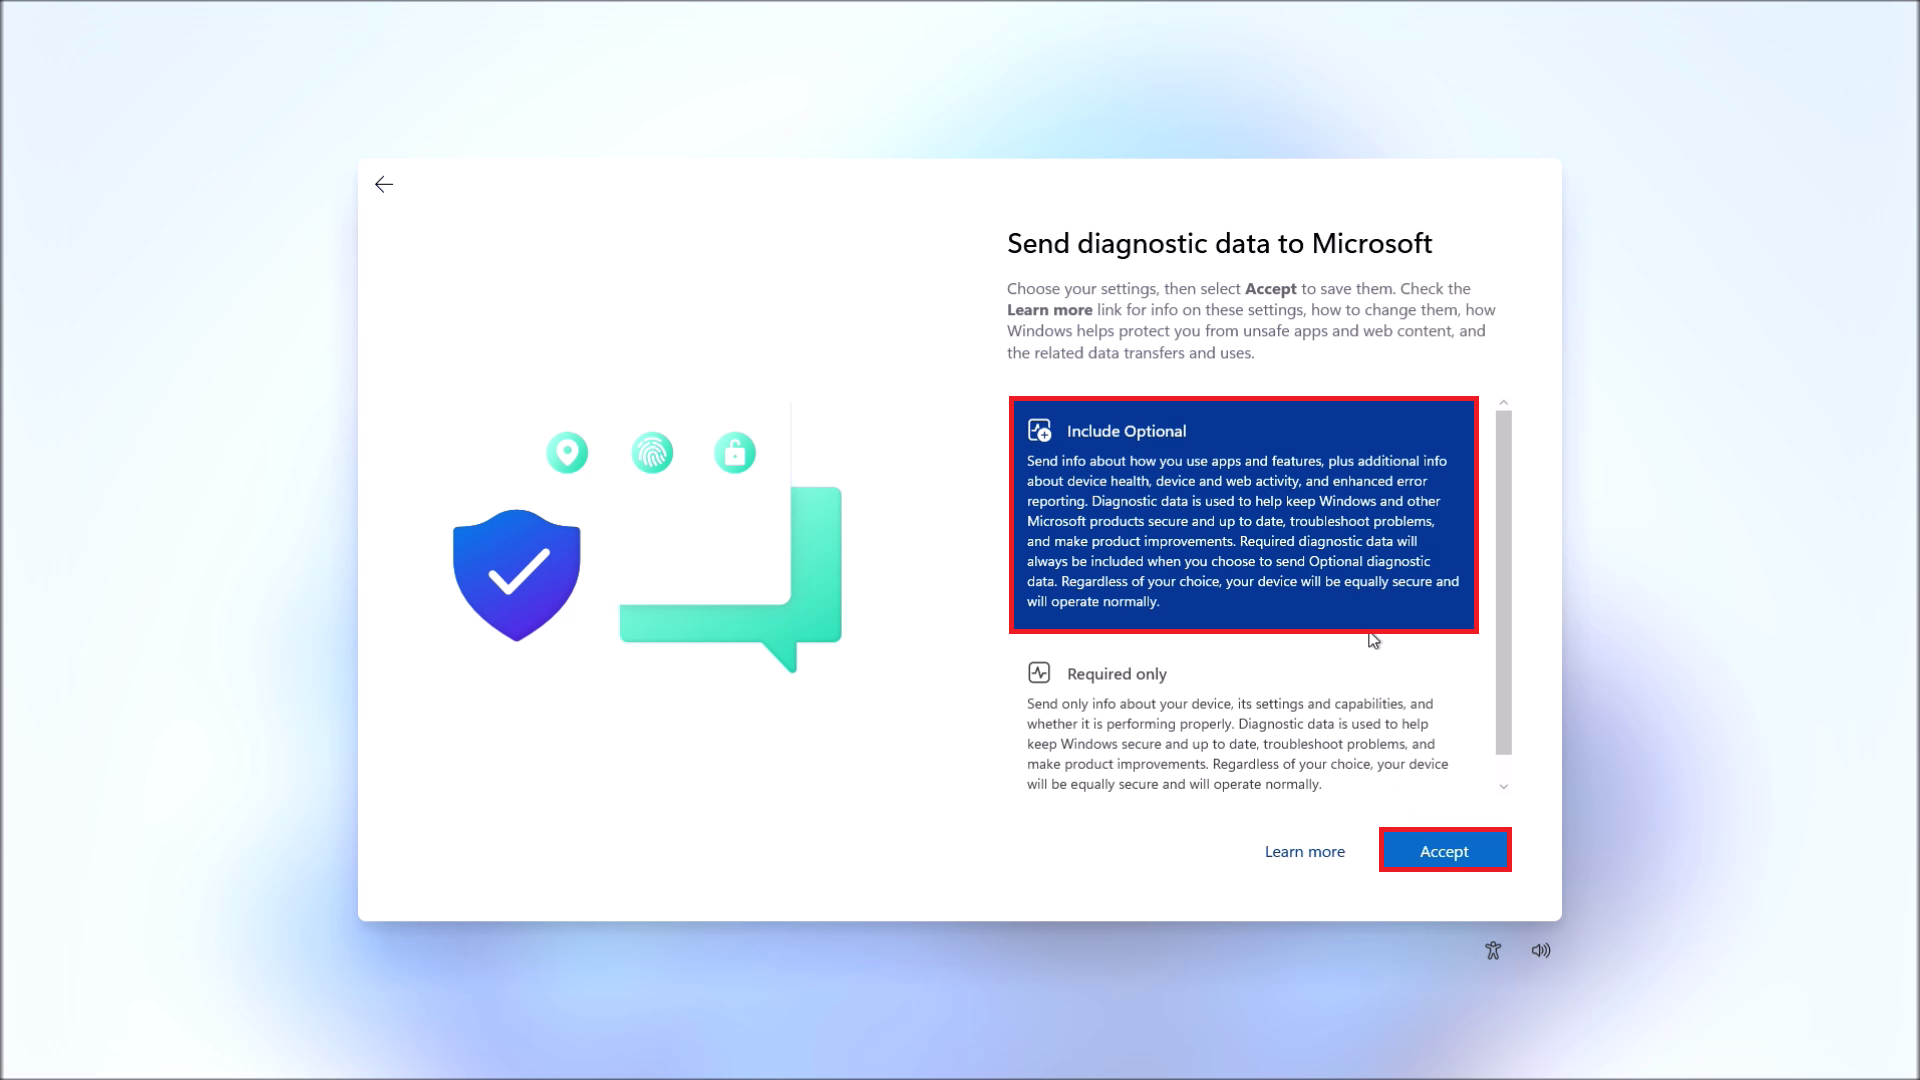 Send diagnostic data to Microsoft
Choose your settings, then select Accept to save them. Check the
Learn more link for info on these settings, how to change them, how
Windows helps protect you from unsafe apps and web content, and
the related data transfers and uses.
Include Optional
Send info about how you use apps and features, plus additional info
about device health, device and web activity, and enhanced error
reporting. Diagnostic data is used to help keep Windows and other
Microsoft products secure and up to date, troubleshoot problems,
and make product improvements. Required diagnostic data will
always be included when you choose to send Optional diagnostic
data. Regardless of your choice, your device will be equally secure and
will operate normally.
Required only
Send only info about your device, its settings and capabilities, and
whether it is performing properly. Diagnostic data is used to help
keep Windows secure and up to date, troubleshoot problems, and
make product improvements. Regardless of your choice, your device
will be equally secure and will operate normally.
Learn more
Accept